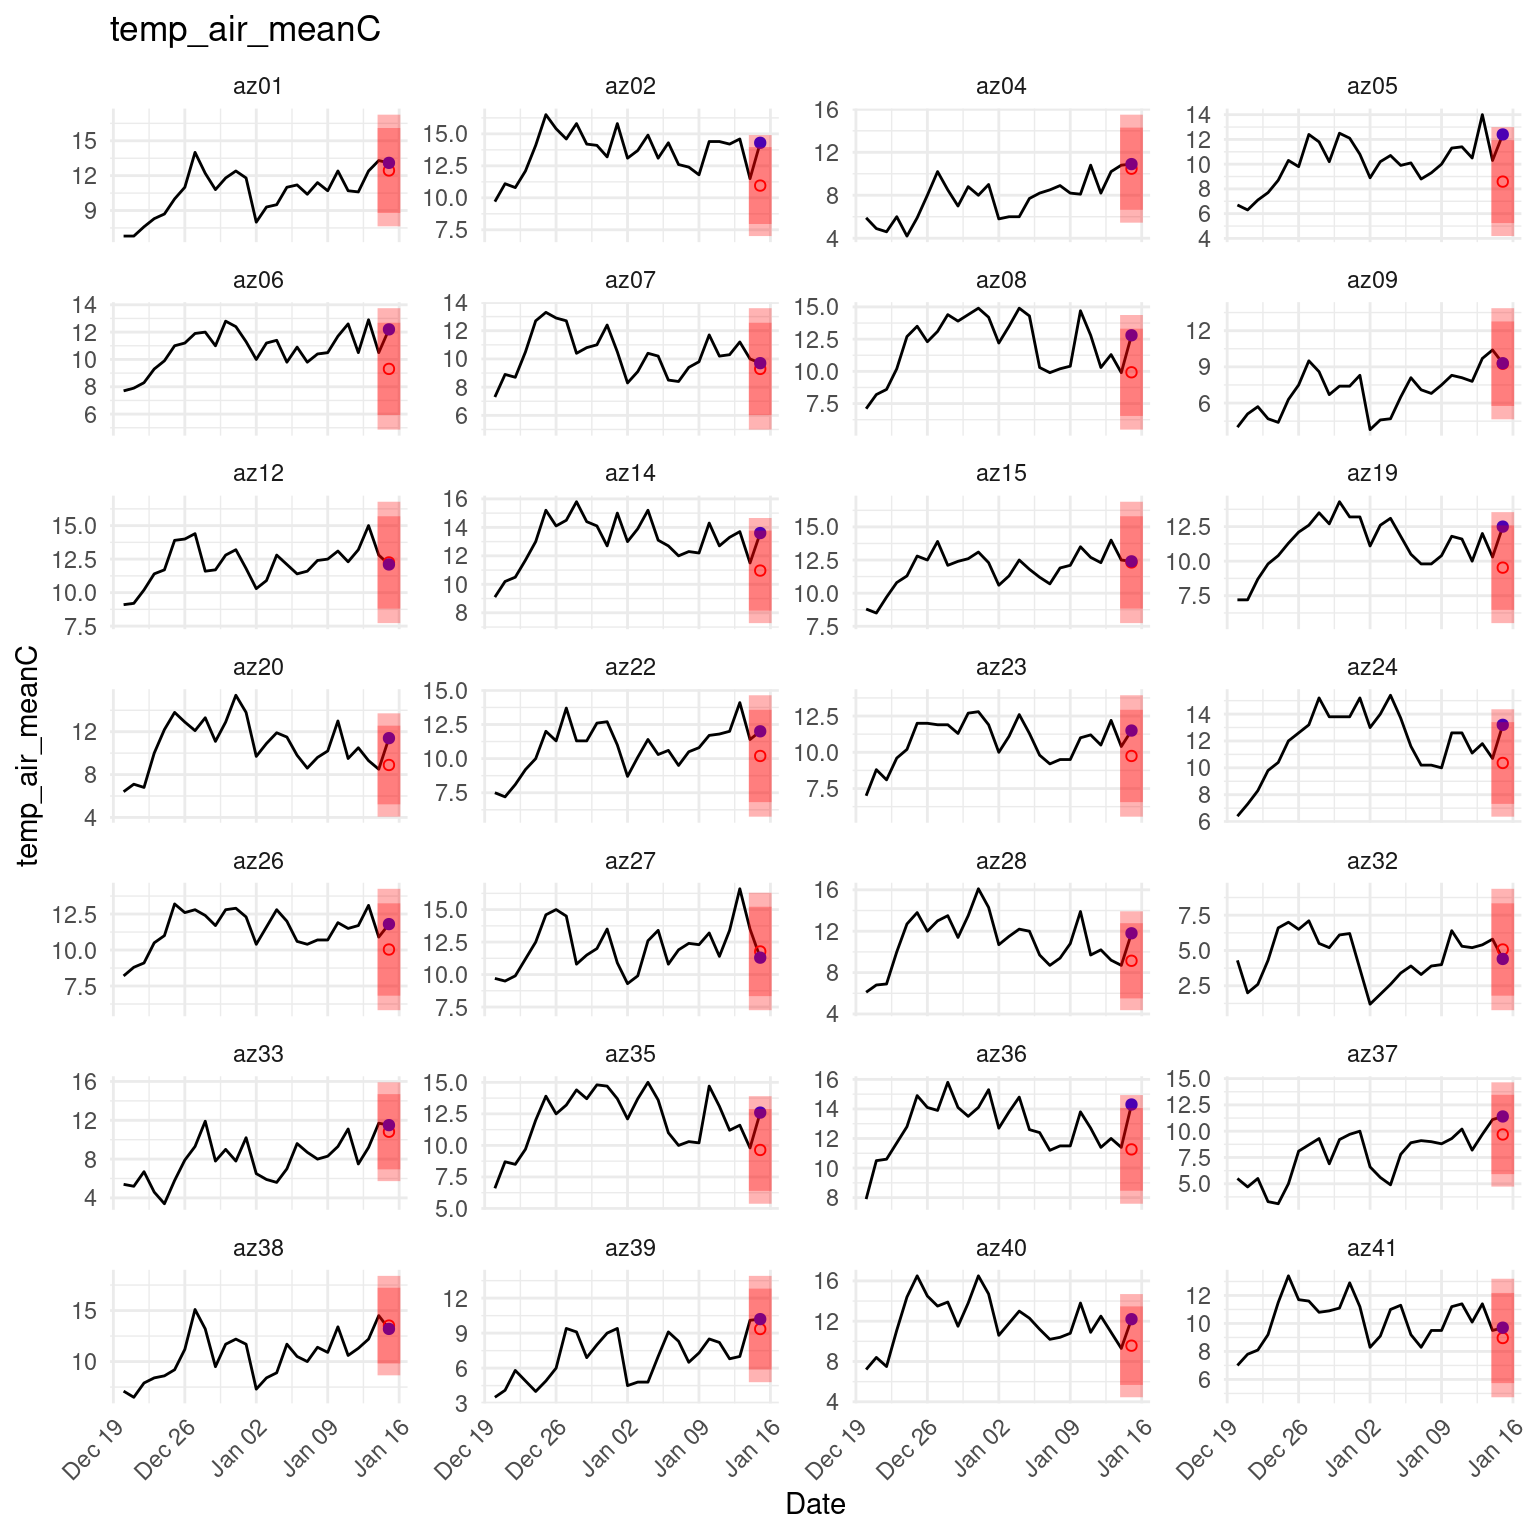 temp_air_meanC
az01 az02 az04 az05
15 12 9
15.0 12.5 10.0 7.5
16 12 8 4
14 12 10 8 6 4
az06 az07 az08 az09
14 12 10 8 6
14 12 10 8 6
15.0 12.5 10.0 7.5
12 9 6
az12 az14 az15 az19
15.0 12.5 10.0 7.5
16 14 12 10 8
15.0 12.5 10.0 7.5
12.5 10.0 7.5
temp_air_meanC
az20 az22 az23 az24
12 8 4
15.0 12.5 10.0 7.5
12.5 10.0 7.5
14 12 10 8 6
az26 az27 az28 az32
12.5 10.0 7.5
15.0 12.5 10.0 7.5
16 12 8 4
7.5 5.0 2.5
az33 az35 az36 az37
16 12 8 4
15.0 12.5 10.0 7.5 5.0
16 14 12 10 8
15.0 12.5 10.0 7.5 5.0
az38 az39 az40 az41
15 10
12 9 6 3
16 12 8 4
12 10 8 6
Dec 19 Dec 26 Jan 02 Jan 09 Jan 16
Dec 19 Dec 26 Jan 02 Jan 09 Jan 16
Dec 19 Dec 26 Jan 02 Jan 09 Jan 16
Dec 19 Dec 26 Jan 02 Jan 09 Jan 16
Date